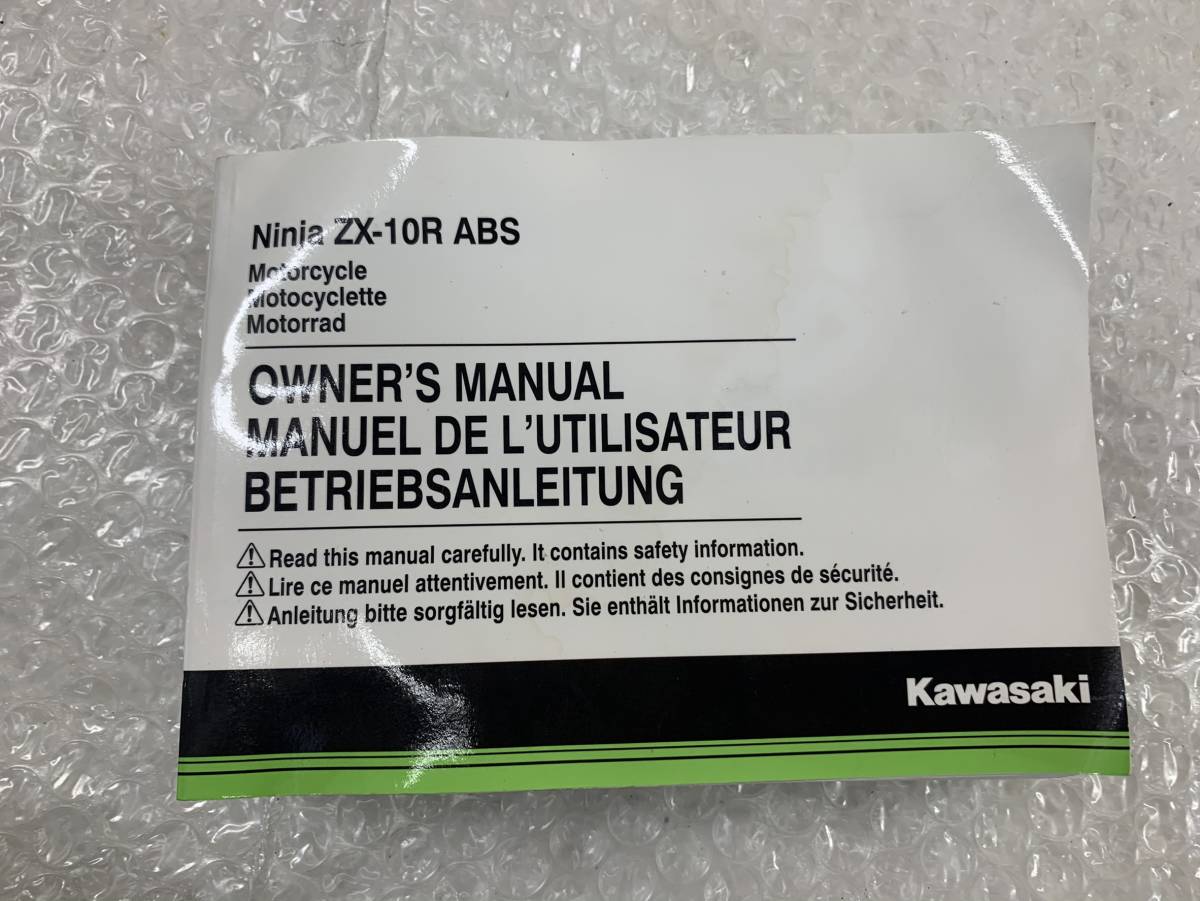 Ninja ZX-10R ABS
Motorcycle
Motocyclette
Motorrad
OWNER'S MANUAL
MANUEL DE L'UTILISATEUR
BETRIEBSANLEITUNG
Read this manual carefully. It contains safety information.
Lire ce manuel attentivement. Il contient des consignes de sécurité.
Anleitung bitte sorgfältig lesen. Sie enthält Informationen zur Sicherheit.
Kawasaki